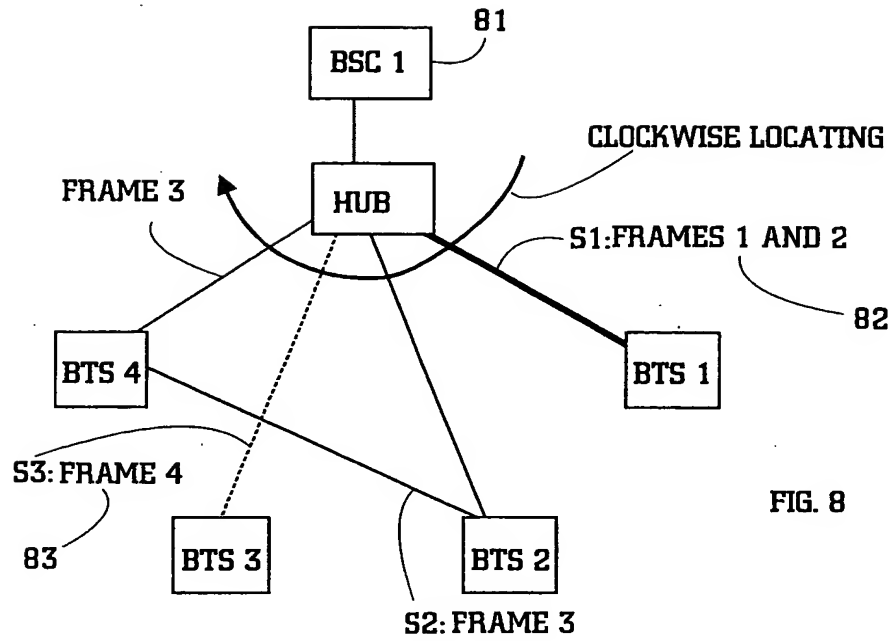 81
BSC 1
CLOCKWISE LOCATING
FRAME 3
HUB
S1:FRAMES 1 AND 2
82
BTS 4
BTS 1
S3:FRAME 4
83
FIG. 8
BTS 3
BTS 2
S2:FRAME 3